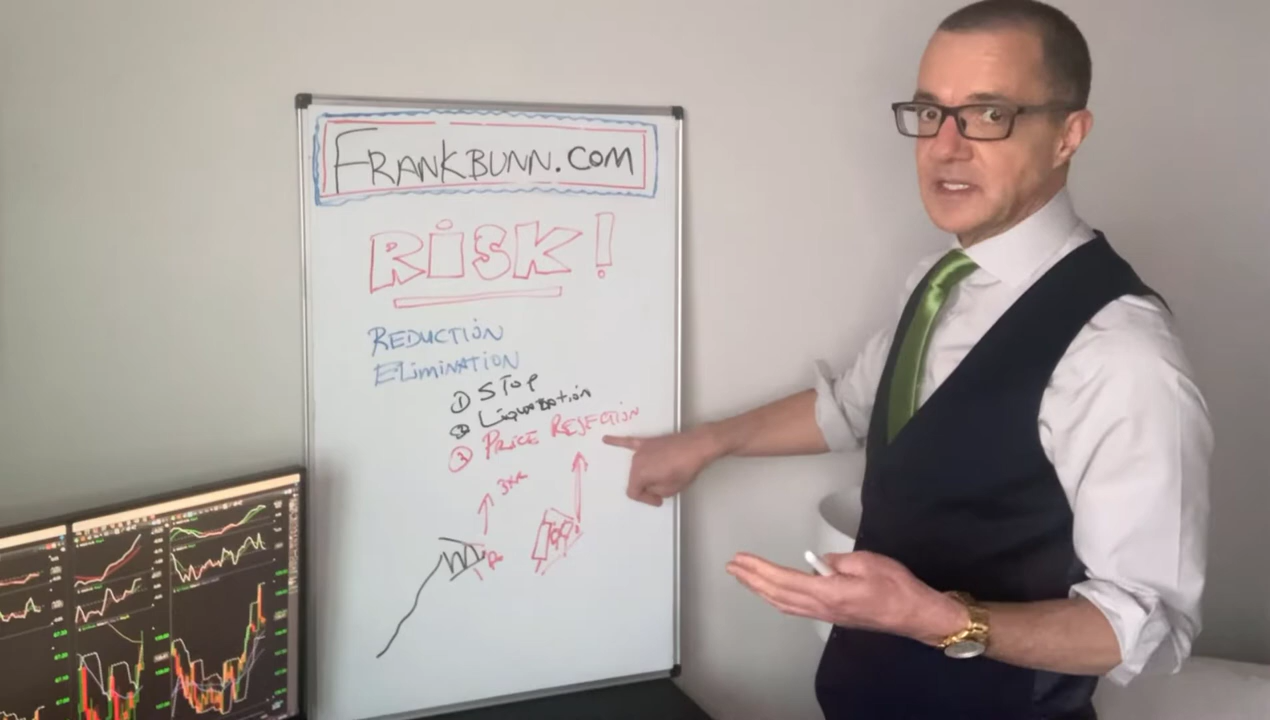 FRANKBUNN.COM
RISK!
REDUCTION
ELIMINATION
① STOP
② Liquidation
③ PRICE REJECTION